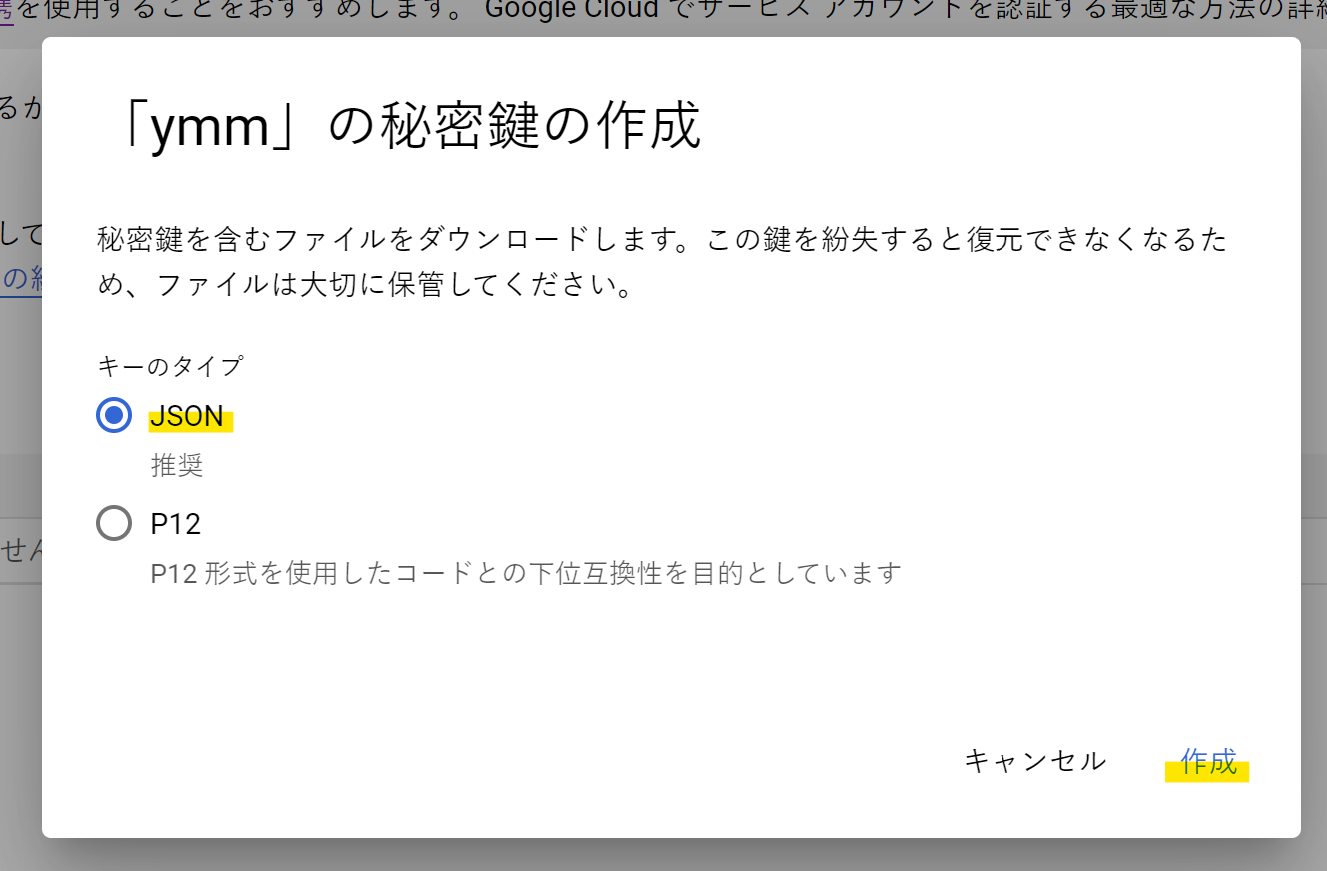 を使用することをおすすめします。 Google Cloud でサービス アカウントを認証する最適な方法の詳細
るか
「ymm」の秘密鍵の作成
して
秘密鍵を含むファイルをダウンロードします。この鍵を紛失すると復元できなくなるた
の
め、ファイルは大切に保管してください。
キーのタイプ
JSON
推奨
P12
せん
P12 形式を使用したコードとの下位互換性を目的としています
キャンセル
作成